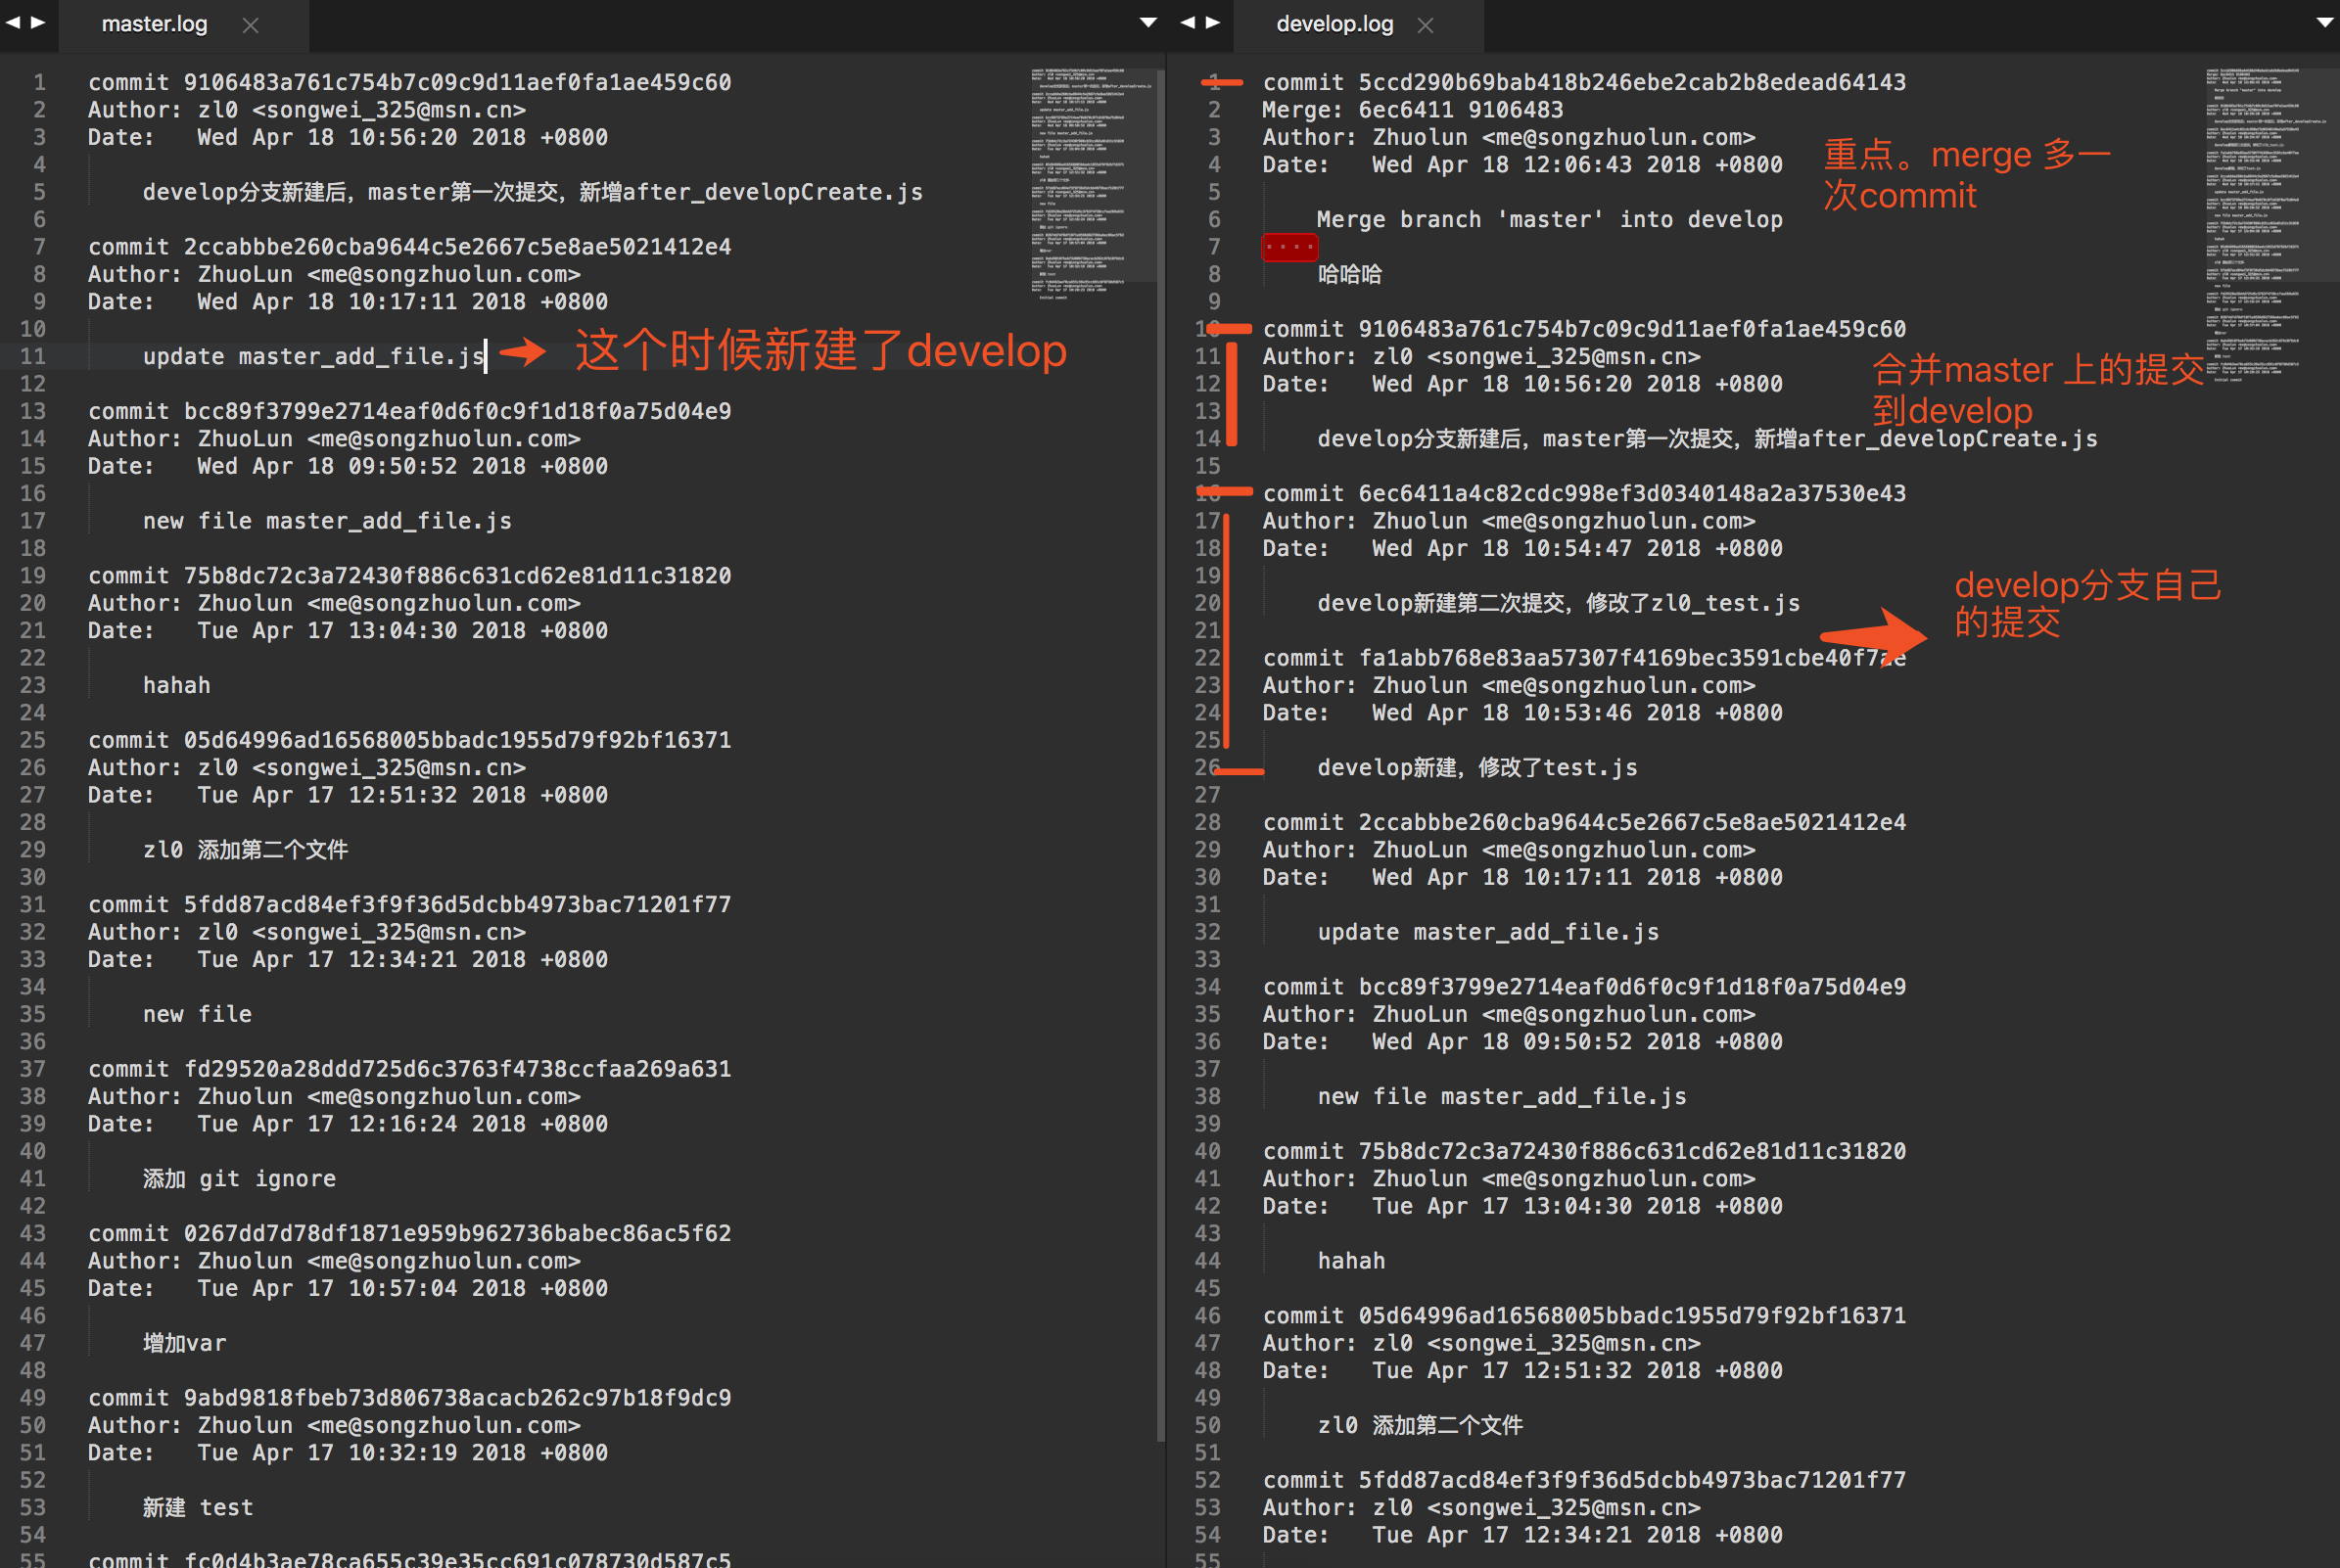 master.log
1 commit 9106483a761c754b7c09c9d11aef0fa1ae459c60
2 Author: zl0 <songwei_325@msn.cn>
3 Date:   Wed Apr 18 10:56:20 2018 +0800
4
5 develop分支新建后，master第一次提交，新增after_developCreate.js
6
7 commit 2ccabbbe260cba9644c5e2667c5e8ae5021412e4
8 Author: ZhuoLun <me@songzhuolun.com>
9 Date:   Wed Apr 18 10:17:11 2018 +0800
10
11 update master_add_file.js 这个时候新建了develop
12
13 commit bcc89f3799e2714eaf0d6f0c9f1d18f0a75d04e9
14 Author: ZhuoLun <me@songzhuolun.com>
15 Date:   Wed Apr 18 09:50:52 2018 +0800
16
17 new file master_add_file.js
18
19 commit 75b8dc72c3a72430f886c631cd62e81d11c31820
20 Author: Zhuolun <me@songzhuolun.com>
21 Date:   Tue Apr 17 13:04:30 2018 +0800
22
23 hahah
24
25 commit 05d64996ad16568005bbadc1955d79f92bf16371
26 Author: zl0 <songwei_325@msn.cn>
27 Date:   Tue Apr 17 12:51:32 2018 +0800
28
29 zl0 添加第二个文件
30
31 commit 5fdd87acd84ef3f9f36d5dcbb4973bac71201f77
32 Author: zl0 <songwei_325@msn.cn>
33 Date:   Tue Apr 17 12:34:21 2018 +0800
34
35 new file
36
37 commit fd29520a28ddd725d6c3763f4738ccfaa269a631
38 Author: Zhuolun <me@songzhuolun.com>
39 Date:   Tue Apr 17 12:16:24 2018 +0800
40
41 添加 git ignore
42
43 commit 0267dd7d78df1871e959b962736babec86ac5f62
44 Author: Zhuolun <me@songzhuolun.com>
45 Date:   Tue Apr 17 10:57:04 2018 +0800
46
47 增加var
48
49 commit 9abd9818fbeb73d806738acacb262c97b18f9dc9
50 Author: Zhuolun <me@songzhuolun.com>
51 Date:   Tue Apr 17 10:32:19 2018 +0800
52
53 新建 test
54
55 commit fc0d4b3ae78ca655c39e35cc691c078730d587c5
develop.log
1 commit 5ccd290b69bab418b246ebe2cab2b8edead64143
2 Merge: 6ec6411 9106483
3 Author: Zhuolun <me@songzhuolun.com>
4 Date:   Wed Apr 18 12:06:43 2018 +0800
重点。merge 多一
次commit
5
6 Merge branch 'master' into develop
7
8 哈哈哈
9
10 commit 9106483a761c754b7c09c9d11aef0fa1ae459c60
11 Author: zl0 <songwei_325@msn.cn>
12 Date:   Wed Apr 18 10:56:20 2018 +0800
合并master 上的提交
到develop
13
14 develop分支新建后，master第一次提交，新增after_developCreate.js
15
16 commit 6ec6411a4c82cdc998ef3d0340148a2a37530e43
17 Author: Zhuolun <me@songzhuolun.com>
18 Date:   Wed Apr 18 10:54:47 2018 +0800
19
20 develop新建第二次提交，修改了zl0_test.js
develop分支自己
的提交
21
22 commit fa1abb768e83aa57307f4169bec3591cbe40f7ae
23 Author: Zhuolun <me@songzhuolun.com>
24 Date:   Wed Apr 18 10:53:46 2018 +0800
25
26 develop新建，修改了test.js
27
28 commit 2ccabbbe260cba9644c5e2667c5e8ae5021412e4
29 Author: ZhuoLun <me@songzhuolun.com>
30 Date:   Wed Apr 18 10:17:11 2018 +0800
31
32 update master_add_file.js
33
34 commit bcc89f3799e2714eaf0d6f0c9f1d18f0a75d04e9
35 Author: ZhuoLun <me@songzhuolun.com>
36 Date:   Wed Apr 18 09:50:52 2018 +0800
37
38 new file master_add_file.js
39
40 commit 75b8dc72c3a72430f886c631cd62e81d11c31820
41 Author: Zhuolun <me@songzhuolun.com>
42 Date:   Tue Apr 17 13:04:30 2018 +0800
43
44 hahah
45
46 commit 05d64996ad16568005bbadc1955d79f92bf16371
47 Author: zl0 <songwei_325@msn.cn>
48 Date:   Tue Apr 17 12:51:32 2018 +0800
49
50 zl0 添加第二个文件
51
52 commit 5fdd87acd84ef3f9f36d5dcbb4973bac71201f77
53 Author: zl0 <songwei_325@msn.cn>
54 Date:   Tue Apr 17 12:34:21 2018 +0800
55